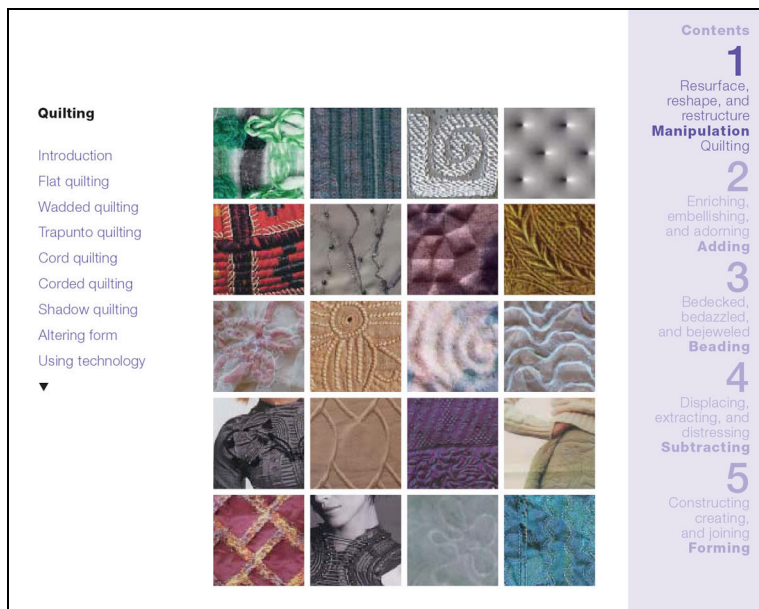 Quilting
Introduction
Flat quilting
Wadded quilting
Trapunto quilting
Cord quilting
Corded quilting
Shadow quilting
Altering form
Using technology
Contents
1
Resurface,
reshape, and
restructure
Manipulation
Quilting
2
Enriching,
embellishing,
and adorning
Adding
3
Bedecked,
bedazzled,
and bejeweled
Beading
4
Displacing,
extracting, and
distressing
Subtracting
5
Constructing
creating,
and joining
Forming